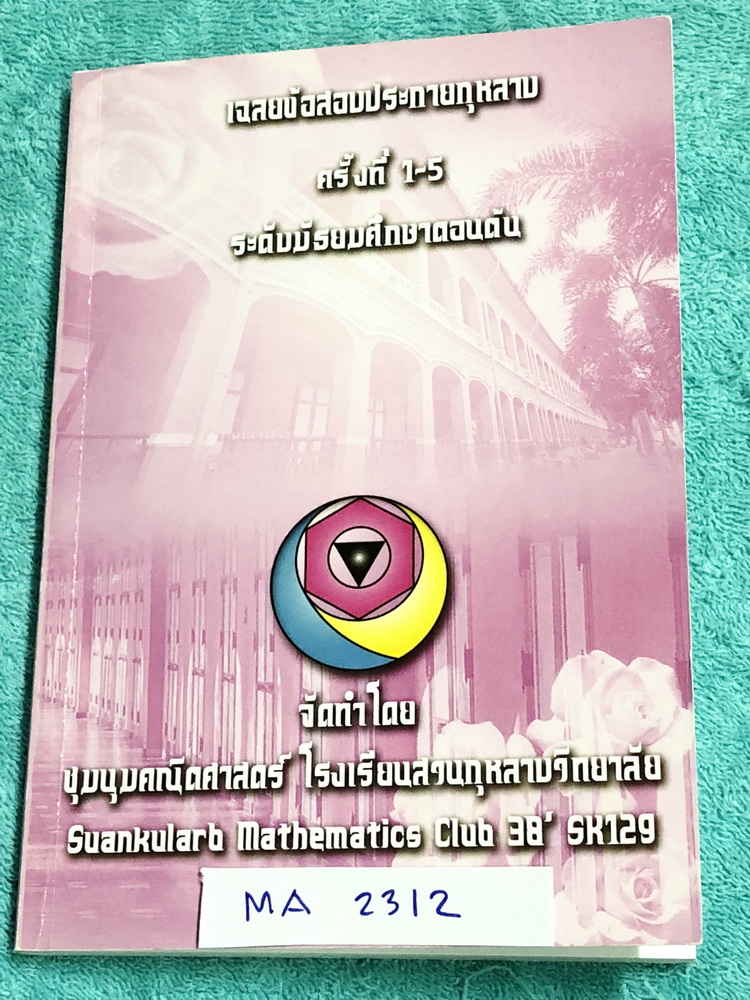 เฉลยข้อสอบประกายกุหลาบ
ครั้งที่ 1-5
ระดับมัธยมศึกษาตอนต้น
จัดทำโดย
ชุมนุมคณิตศาสตร์ โรงเรียนสวนกุหลาบวิทยาลัย
Suankularb Mathematics Club 38' SK129
MA 2312